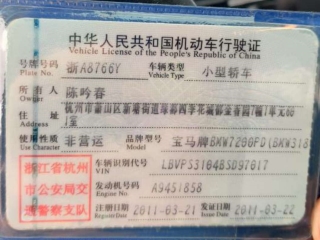 中华人民共和国机动车行驶证
Vehicle License of the People's Republic of China
号牌号码 浙A8766Y 车辆类型 小型轿车
Plate No. Vehicle Type
所有人 陈吟春
Owner
使用性质 非营运 品牌型号 宝马牌BMW7200FD(BMW318
Use Character Model
车辆识别代号
VIN LBVPS3104BSD97017
浙江省杭州
市公安局交
通警察支队
发动机号码 A94S1858
Engine No.
注册日期 2011-03-21 发证日期 2011-03-22
Register Date Issue Date